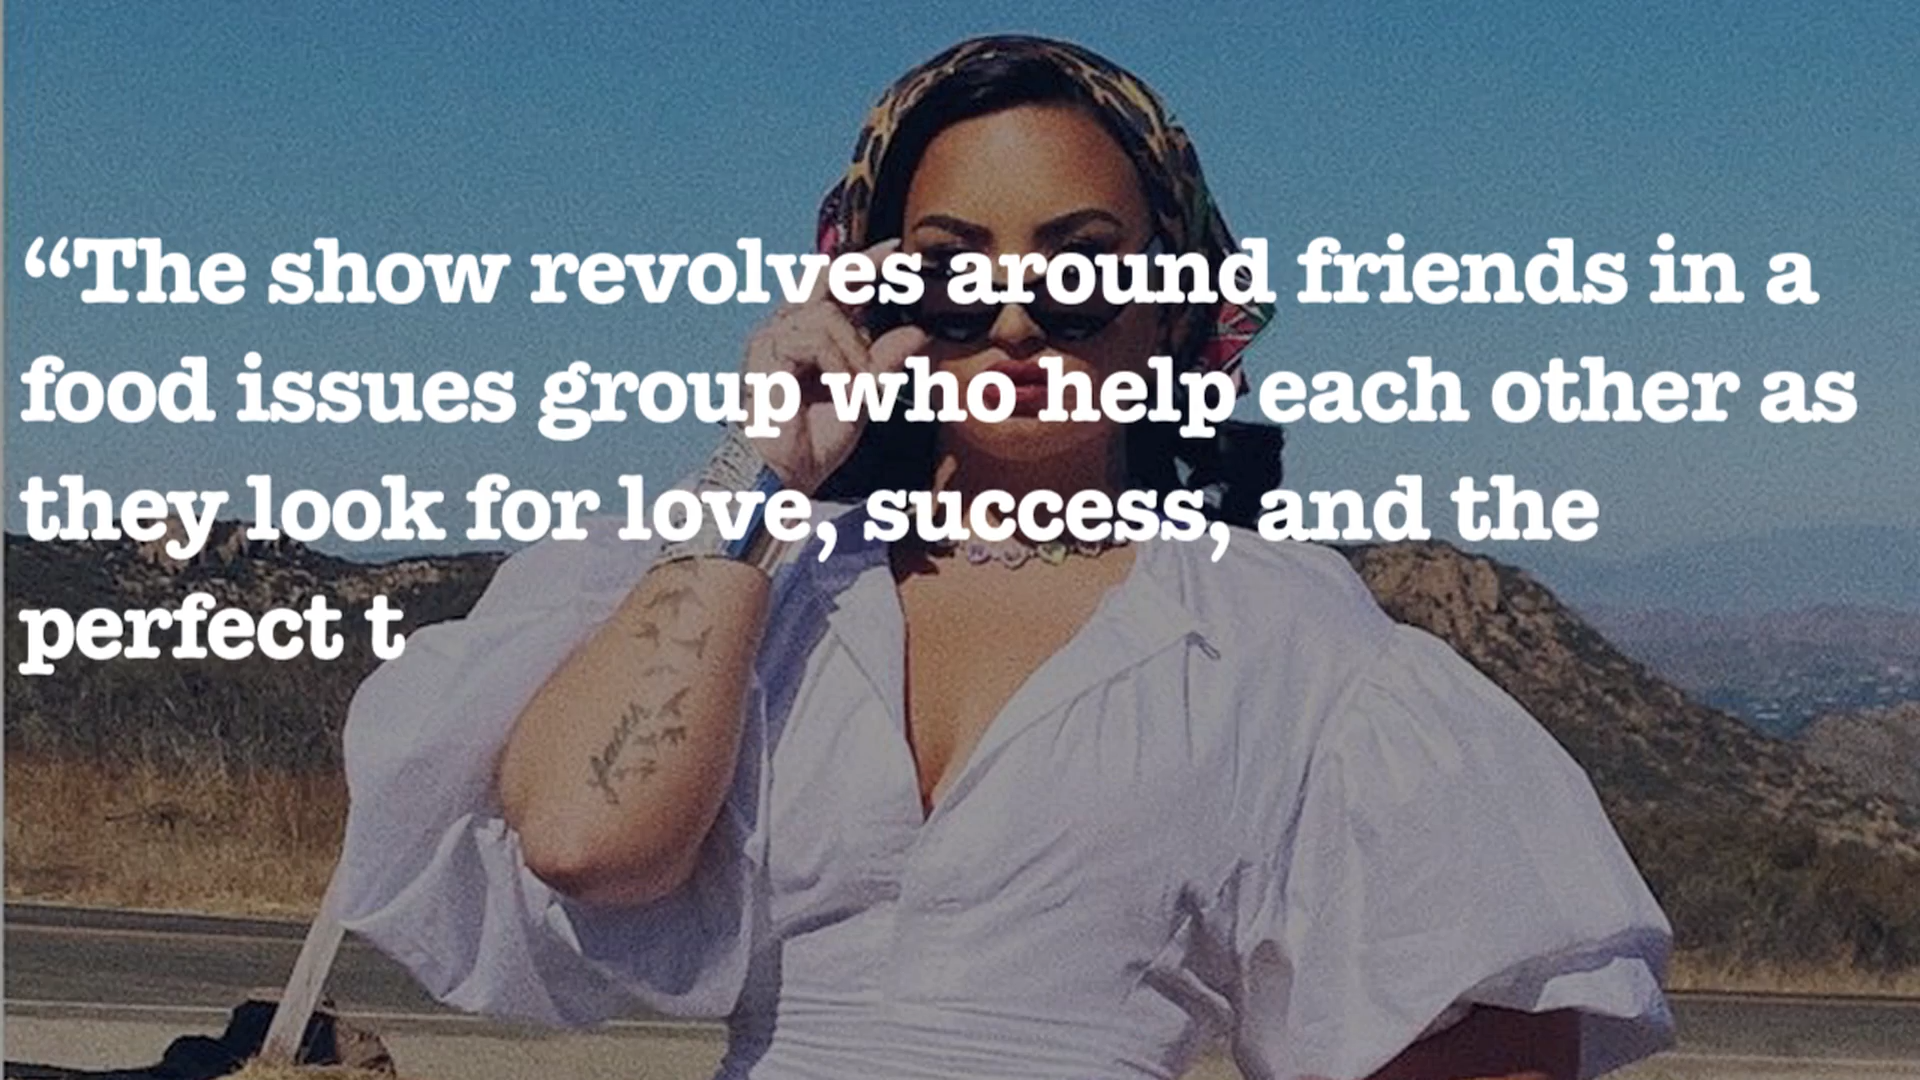 “The show revolves around friends in a
food issues group who help each other as
they look for love, success, and the
perfect t